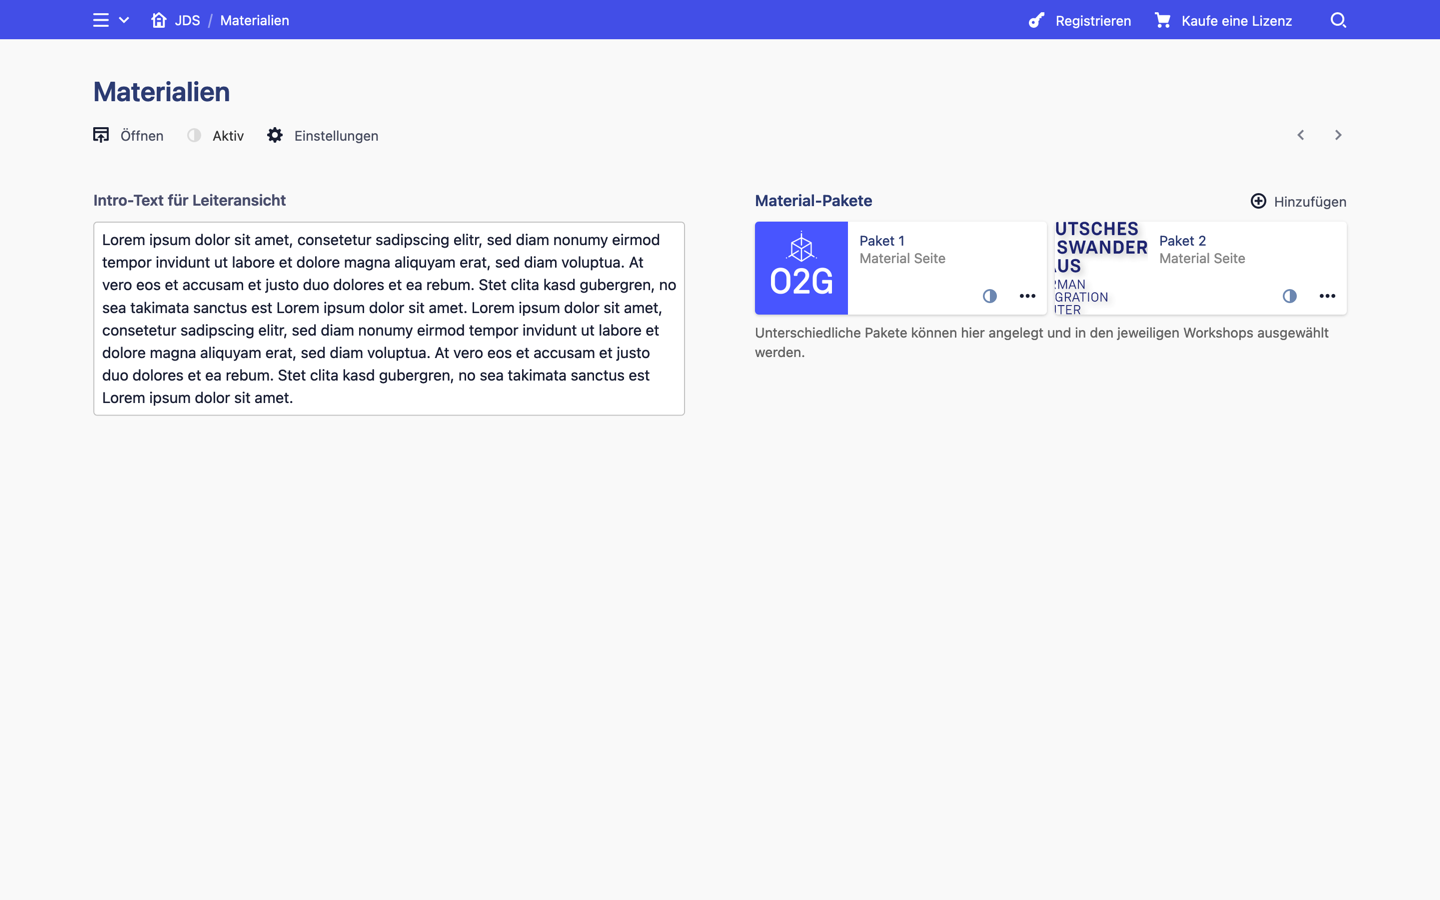 JDS / Materialien
Registrieren
Kaufe eine Lizenz
Materialien
Öffnen
Aktiv
Einstellungen
Intro-Text für Leiteransicht
Lorem ipsum dolor sit amet, consetetur sadipscing elitr, sed diam nonumy eirmod
tempor invidunt ut labore et dolore magna aliquyam erat, sed diam voluptua. At
vero eos et accusam et justo duo dolores et ea rebum. Stet clita kasd gubergren, no
sea takimata sanctus est Lorem ipsum dolor sit amet. Lorem ipsum dolor sit amet,
consetetur sadipscing elitr, sed diam nonumy eirmod tempor invidunt ut labore et
dolore magna aliquyam erat, sed diam voluptua. At vero eos et accusam et justo
duo dolores et ea rebum. Stet clita kasd gubergren, no sea takimata sanctus est
Lorem ipsum dolor sit amet.
Material-Pakete
Hinzufügen
O2G
Paket 1
Material Seite
UTSCHES
SWANDER
AUS
RMAN
GRATION
NTER
Paket 2
Material Seite
Unterschiedliche Pakete können hier angelegt und in den jeweiligen Workshops ausgewählt
werden.